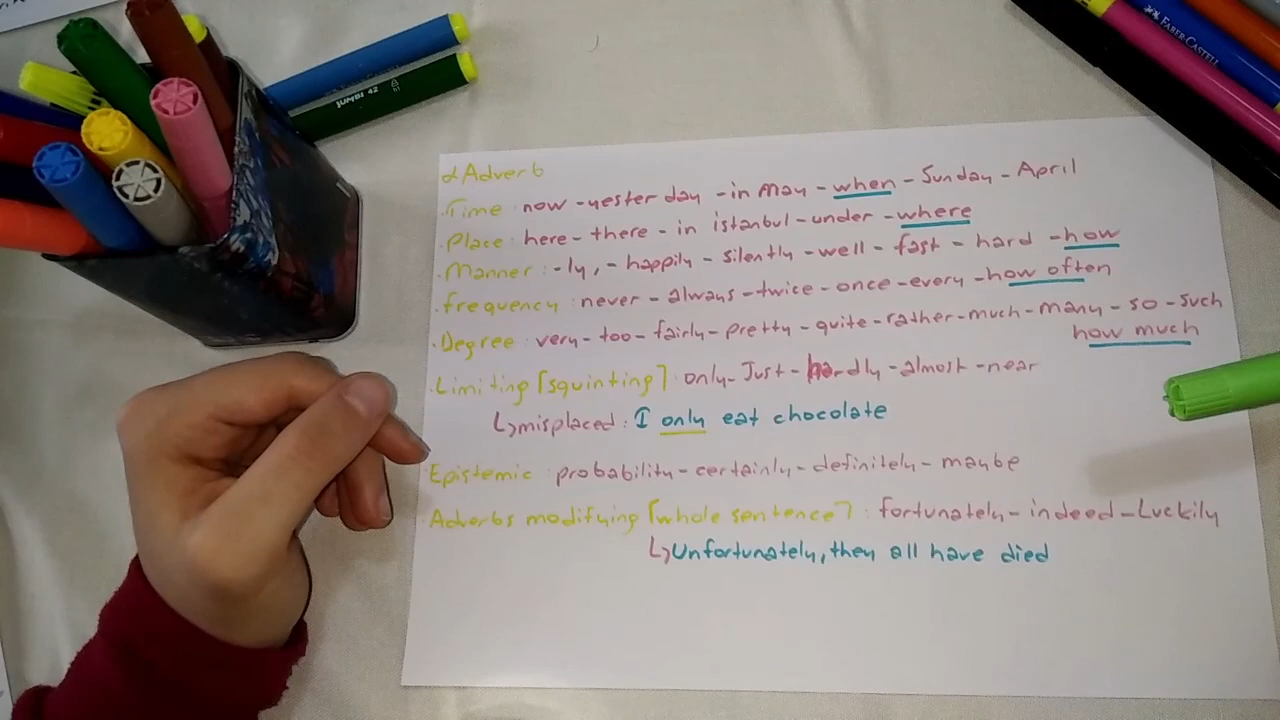 ∝ Adverb
. Time: now - yesterday - in May - when - Sunday - April
. Place: here - there - in istanbul - under - where
. Manner: -ly, - happily - silently - well - fast - hard - how
. frequency: never - always - twice - once - every - how often
. Degree: very - too - fairly - pretty - quite - rather - much - many - so - such
how much
. Limiting [squinting]: only - Just - hardly - almost - near
↳ misplaced: I only eat chocolate
Epistemic: probability - certainly - definitely - maybe
. Adverbs modifying [whole sentence]: fortunately - indeed - Luckily
↳ Unfortunately, they all have died
JUMBI 42
FABER CASTELL